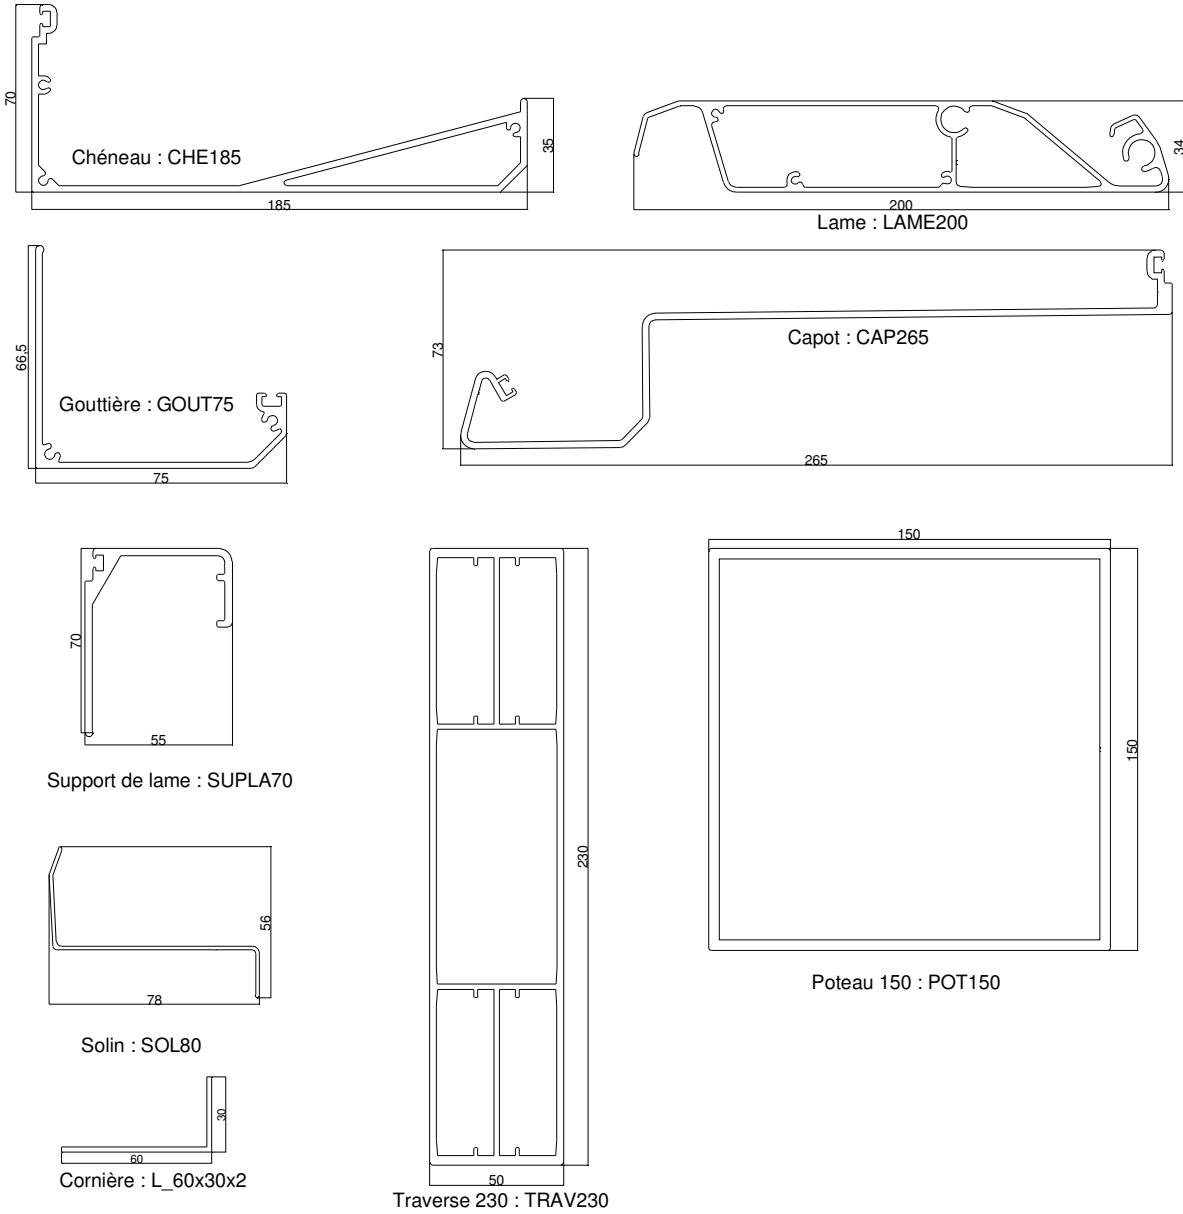 70
Chéneau : CHE185
35
185
34
200
Lame : LAME200
66,5
Gouttière : GOUT75
75
73
Capot : CAP265
265
70
55
Support de lame : SUPLA70
230
50
Traverse 230 : TRAV230
150
150
Poteau 150 : POT150
56
78
Solin : SOL80
30
60
Cornière : L_60x30x2